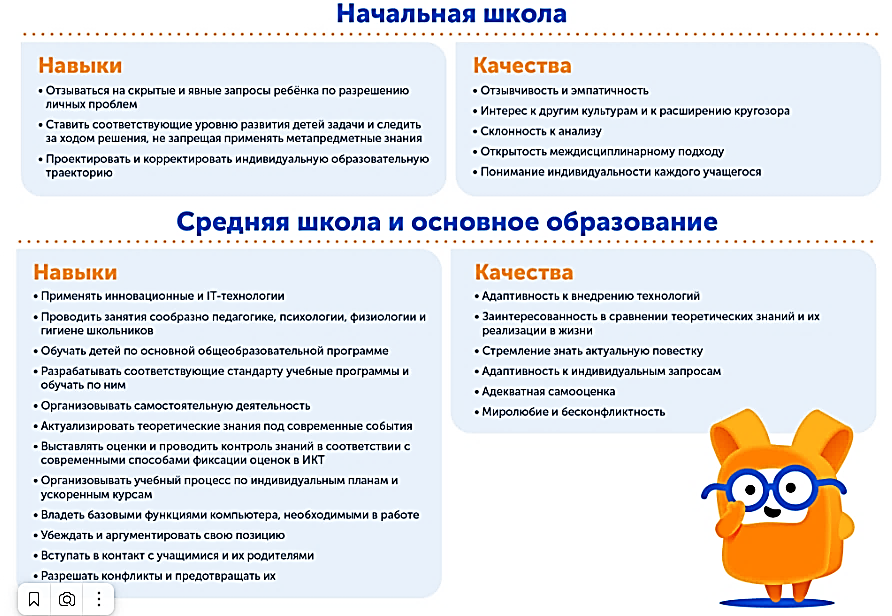 Начальная школа
Навыки
• Отзываться на скрытые и явные запросы ребёнка по разрешению
личных проблем
• Ставить соответствующие уровню развития детей задачи и следить
за ходом решения, не запрещая применять метапредметные знания
• Проектировать и корректировать индивидуальную образовательную
траекторию
Качества
• Отзывчивость и эмпатичность
• Интерес к другим культурам и к расширению кругозора
• Склонность к анализу
• Открытость междисциплинарному подходу
• Понимание индивидуальности каждого учащегося
Средняя школа и основное образование
Навыки
• Применять инновационные и IT-технологии
• Проводить занятия сообразно педагогике, психологии, физиологии и
гигиене школьников
• Обучать детей по основной общеобразовательной программе
• Разрабатывать соответствующие стандарту учебные программы и
обучать по ним
• Организовывать самостоятельную деятельность
• Актуализировать теоретические знания под современные события
• Выставлять оценки и проводить контроль знаний в соответствии с
современными способами фиксации оценок в ИКТ
• Организовывать учебный процесс по индивидуальным планам и
ускоренным курсам
• Владеть базовыми функциями компьютера, необходимыми в работе
• Убеждать и аргументировать свою позицию
• Вступать в контакт с учащимися и их родителями
• Разрешать конфликты и предотвращать их
Качества
• Адаптивность к внедрению технологий
• Заинтересованность в сравнении теоретических знаний и их
реализации в жизни
• Стремление знать актуальную повестку
• Адаптивность к индивидуальным запросам
• Адекватная самооценка
• Миролюбие и бесконфликтность